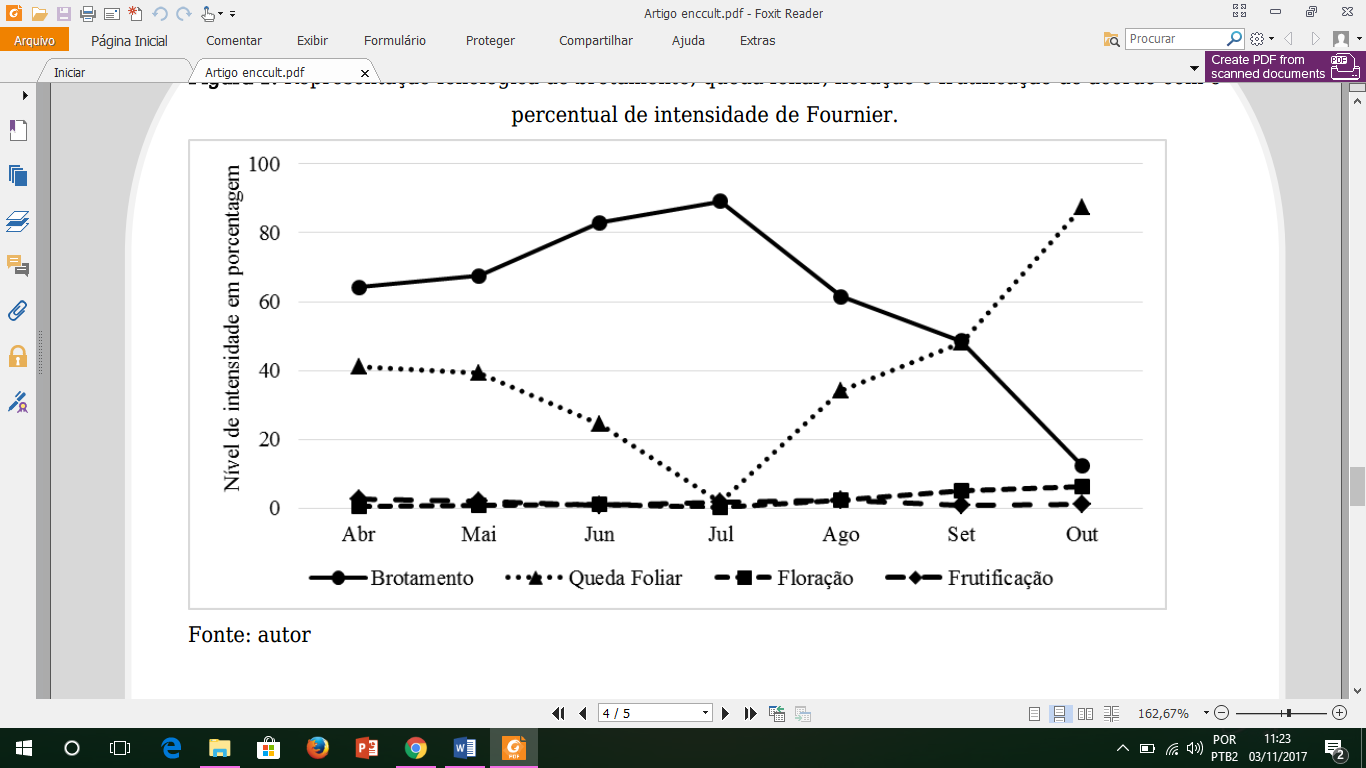 Artigo enccult.pdf - Foxit Reader
Arquivo Página Inicial Comentar Exibir Formulário Proteger Compartilhar Ajuda Extras
Procurar
Iniciar
Artigo enccult.pdf
Create PDF from
scanned documents
percentual de intensidade de Fournier.
Nível de intensidade em porcentagem
100
80
60
40
20
0
Abr Mai Jun Jul Ago Set Out
Brotamento Queda Foliar Floração Frutificação
Fonte: autor
4 / 5
162,67%
POR
PTB2
11:23
03/11/2017
2